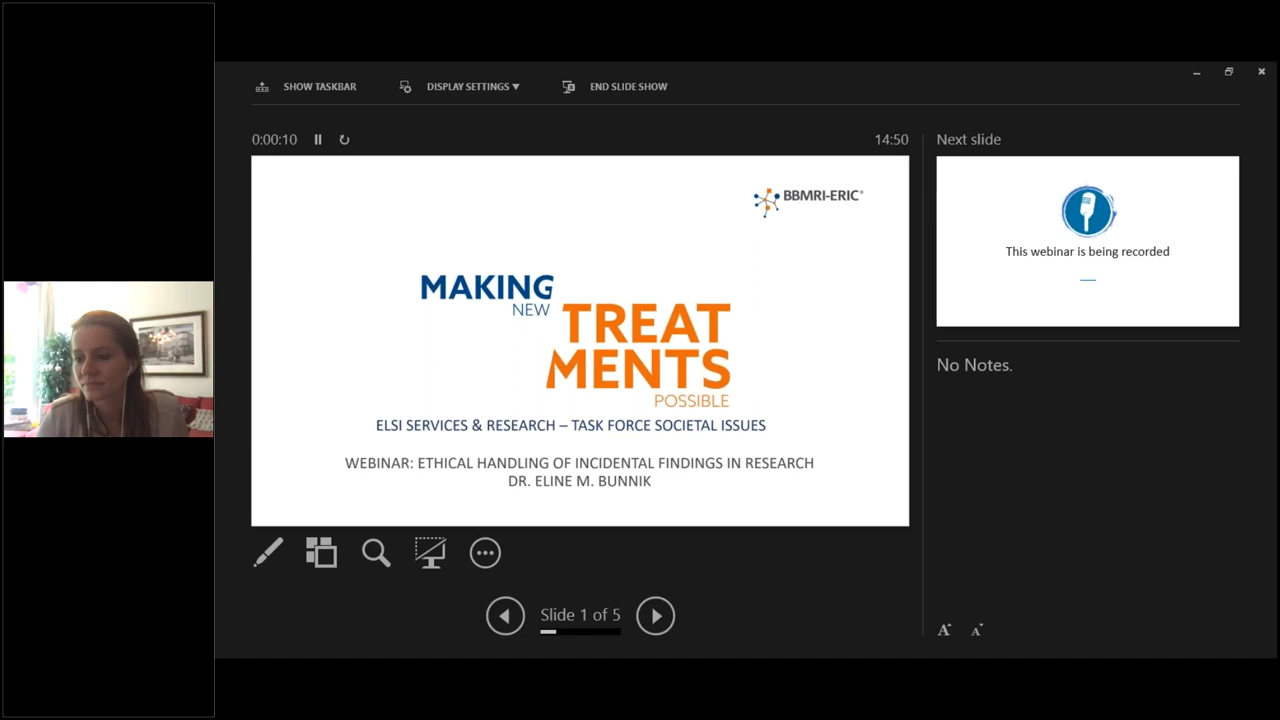 SHOW TASKBAR
DISPLAY SETTINGS ▼
END SLIDE SHOW
0:00:10
14:50
Next slide
BBMRI-ERIC®
MAKING
NEW
TREAT
MENTS
POSSIBLE
ELSI SERVICES & RESEARCH – TASK FORCE SOCIETAL ISSUES
WEBINAR: ETHICAL HANDLING OF INCIDENTAL FINDINGS IN RESEARCH
DR. ELINE M. BUNNIK
This webinar is being recorded
No Notes.
Slide 1 of 5
A A